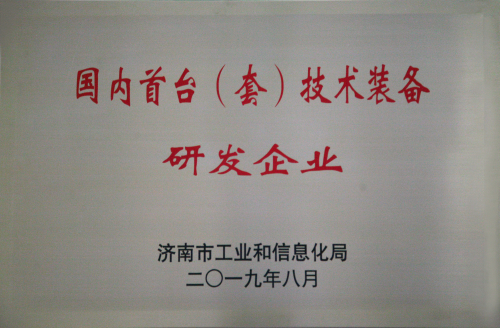 国内首台（套）技术装备
研发企业
济南市工业和信息化局
二〇一九年八月